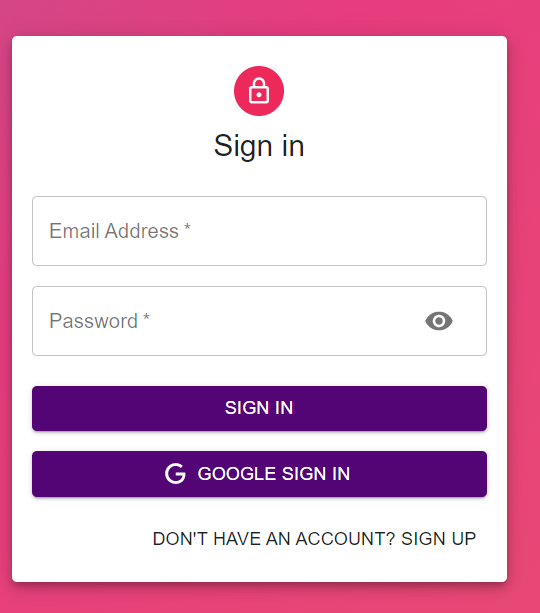 Sign in
Email Address *
Password *
SIGN IN
GOOGLE SIGN IN
DON'T HAVE AN ACCOUNT? SIGN UP